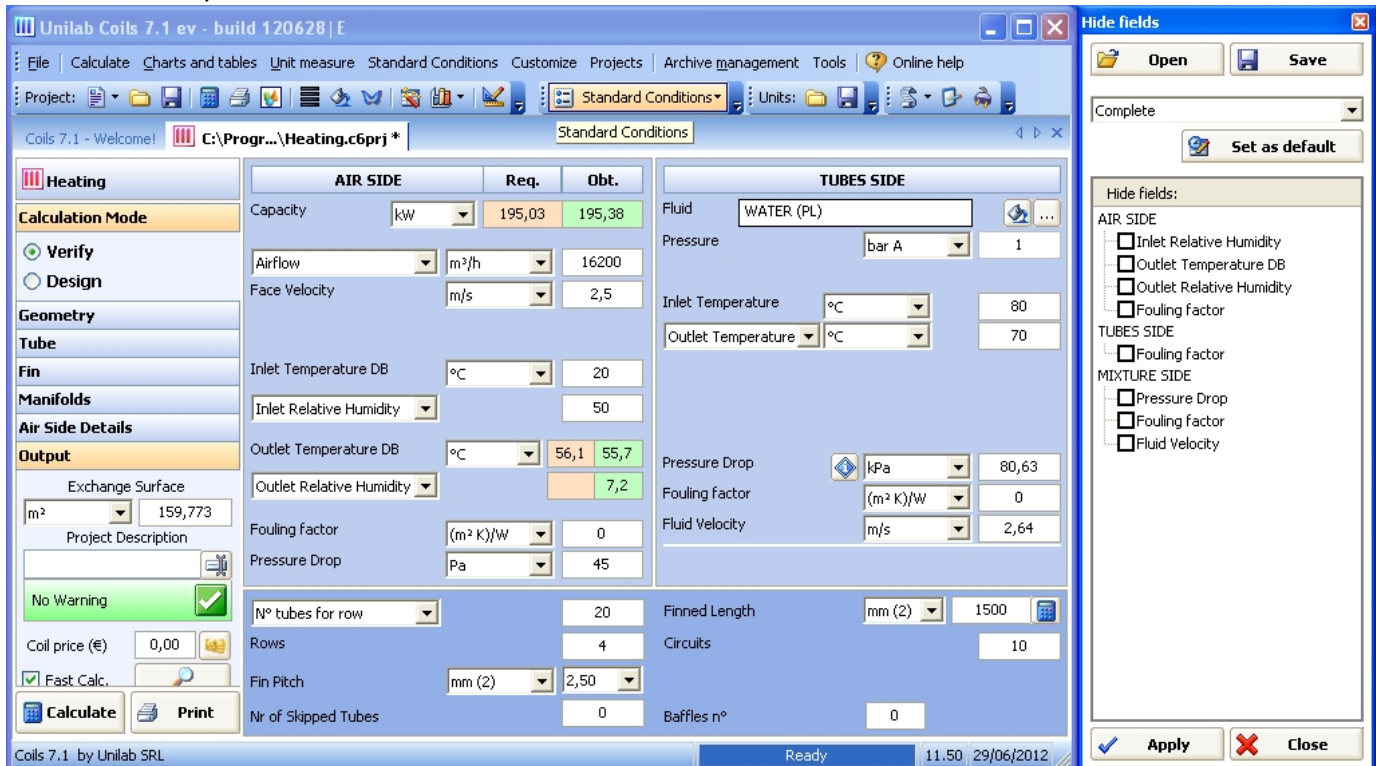 Unilab Coils 7.1 ev - build 120628|E
Hide fields
File Calculate Charts and tables Unit measure Standard Conditions Customize Projects Archive management Tools Online help
Open Save
Project: Standard Conditions Units:
Complete
Coils 7.1 - Welcome! C:\Progr...\Heating.c6prj *
Standard Conditions
Set as default
Heating
Calculation Mode
Verify
Design
Geometry
Tube
Fin
Manifolds
Air Side Details
Output
Exchange Surface
m² 159,773
Project Description
No Warning
Coil price (€) 0,00
Fast Calc.
Calculate Print
AIR SIDE Req. Obt.
Capacity kW 195,03 195,38
Airflow m³/h 16200
Face Velocity m/s 2,5
Inlet Temperature DB °C 20
Inlet Relative Humidity 50
Outlet Temperature DB °C 56,1 55,7
Outlet Relative Humidity 7,2
Fouling factor (m² K)/W 0
Pressure Drop Pa 45
TUBES SIDE
Fluid WATER (PL) ...
Pressure bar A 1
Inlet Temperature °C 80
Outlet Temperature °C 70
Pressure Drop kPa 80,63
Fouling factor (m² K)/W 0
Fluid Velocity m/s 2,64
N° tubes for row 20
Rows 4
Fin Pitch mm (2) 2,50
Nr of Skipped Tubes 0
Finned Length mm (2) 1500
Circuits 10
Baffles n° 0
Hide fields:
AIR SIDE
Inlet Relative Humidity
Outlet Temperature DB
Outlet Relative Humidity
Fouling factor
TUBES SIDE
Fouling factor
MIXTURE SIDE
Pressure Drop
Fouling factor
Fluid Velocity
Apply Close
Coils 7.1 by Unilab SRL Ready 11.50 29/06/2012